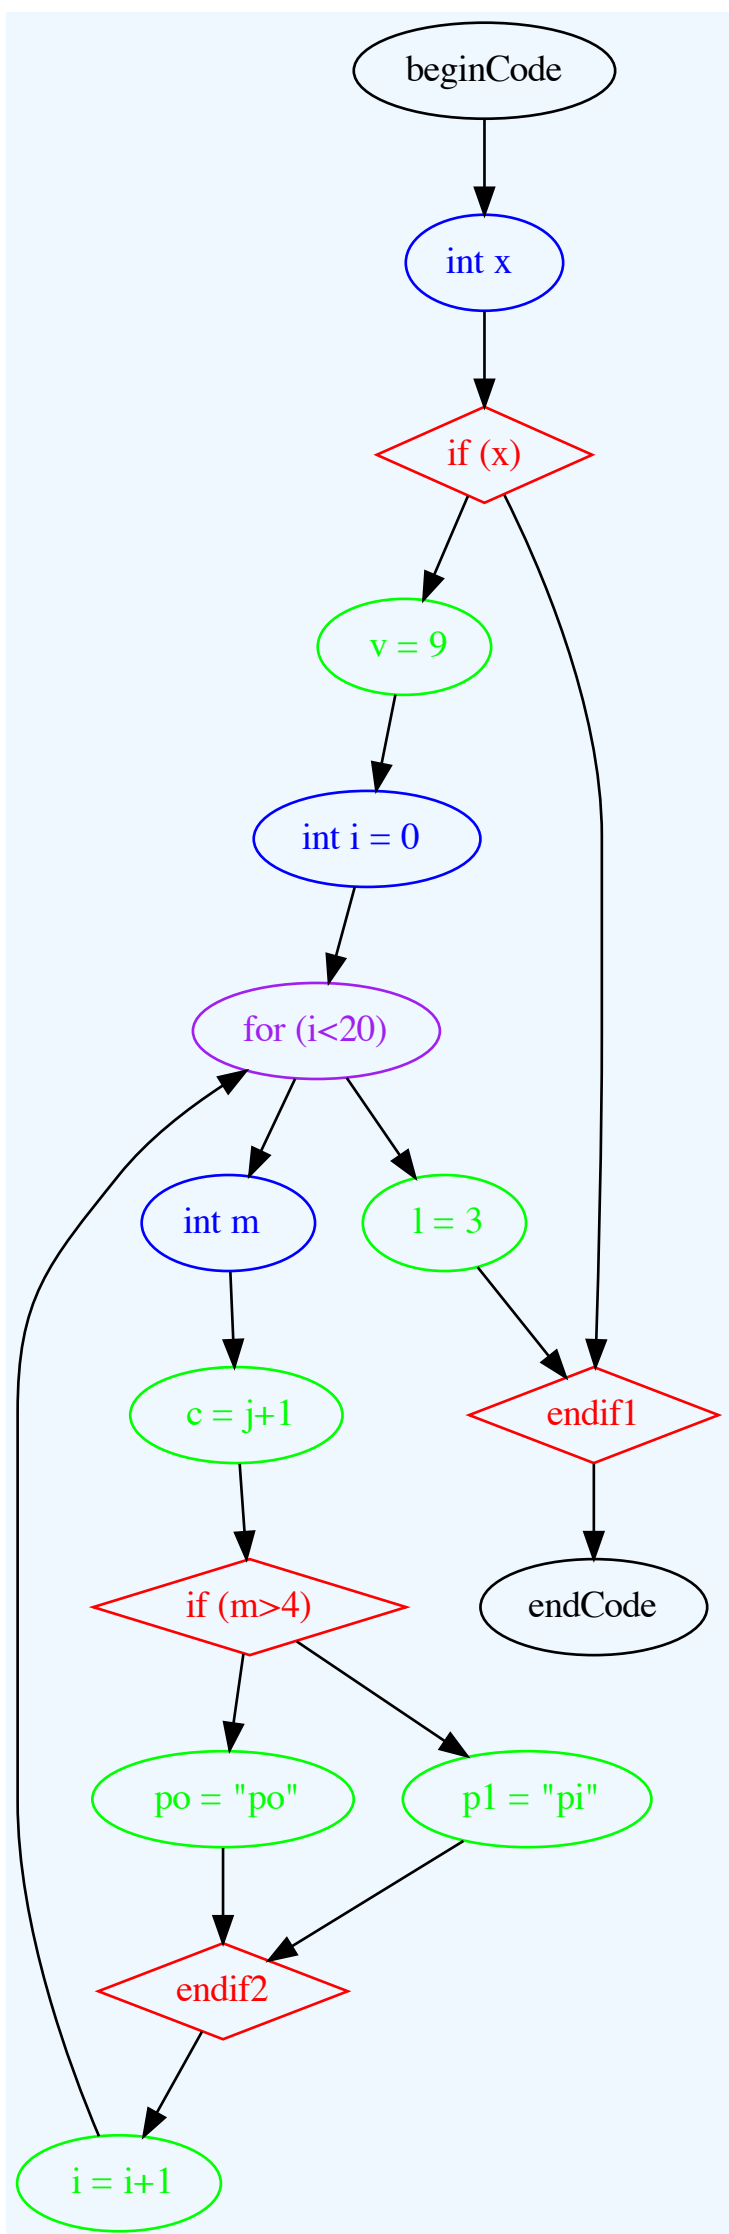 beginCode
int x
if (x)
v = 9
int i = 0
for (i<20)
int m
l = 3
c = j+1
endif1
if (m>4)
endCode
po = "po"
p1 = "pi"
endif2
i = i+1